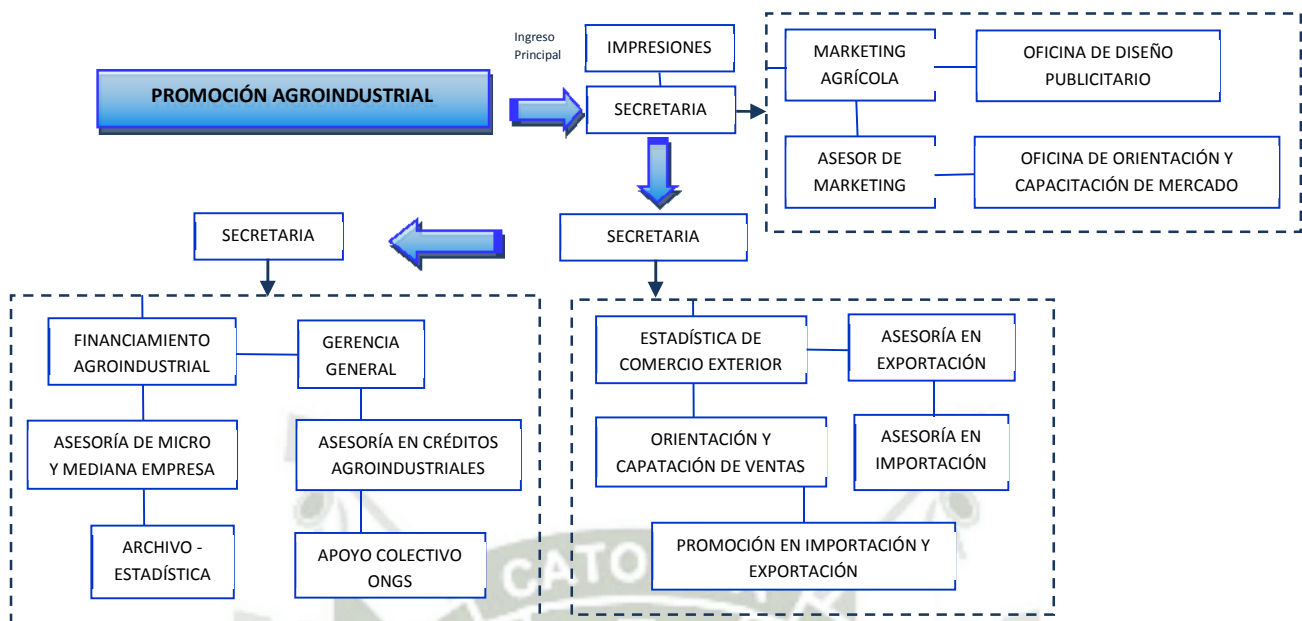 Ingreso
Principal
IMPRESIONES
PROMOCIÓN AGROINDUSTRIAL
SECRETARIA
MARKETING
AGRÍCOLA
OFICINA DE DISEÑO
PUBLICITARIO
ASESOR DE
MARKETING
OFICINA DE ORIENTACIÓN Y
CAPACITACIÓN DE MERCADO
SECRETARIA
SECRETARIA
FINANCIAMIENTO
AGROINDUSTRIAL
GERENCIA
GENERAL
ASESORÍA DE MICRO
Y MEDIANA EMPRESA
ASESORÍA EN CRÉDITOS
AGROINDUSTRIALES
ARCHIVO -
ESTADÍSTICA
APOYO COLECTIVO
ONGS
ESTADÍSTICA DE
COMERCIO EXTERIOR
ASESORÍA EN
EXPORTACIÓN
ORIENTACIÓN Y
CAPATACIÓN DE VENTAS
ASESORÍA EN
IMPORTACIÓN
PROMOCIÓN EN IMPORTACIÓN Y
EXPORTACIÓN